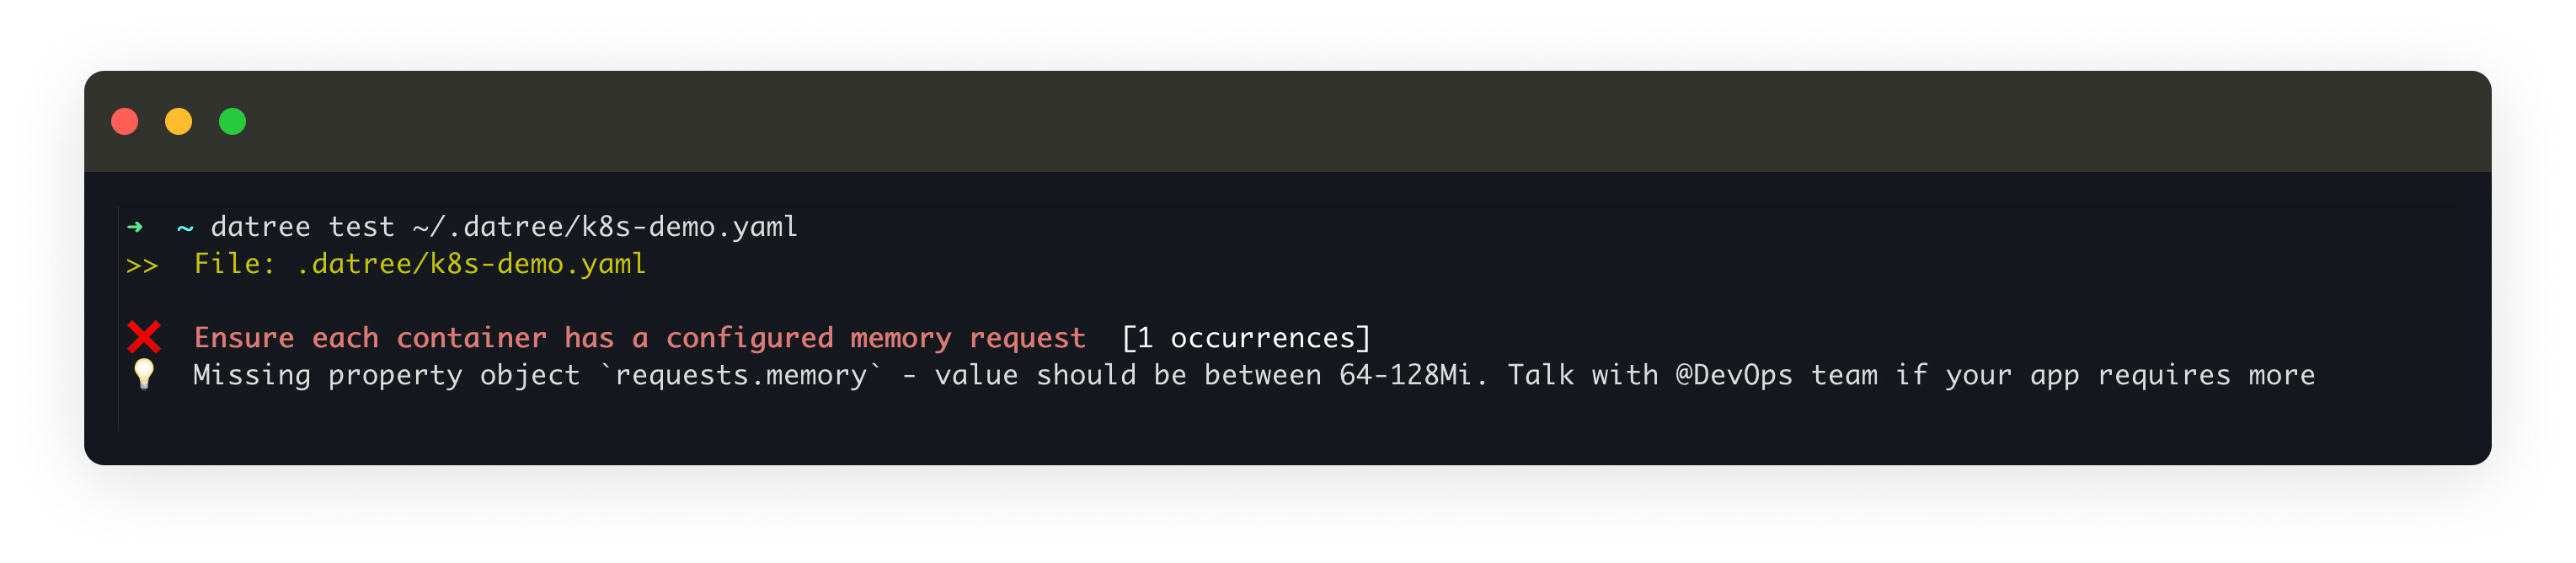 ➜  ~ datree test ~/.datree/k8s-demo.yaml
>>  File: .datree/k8s-demo.yaml
❌  Ensure each container has a configured memory request  [1 occurrences]
💡  Missing property object `requests.memory` - value should be between 64-128Mi. Talk with @DevOps team if your app requires more